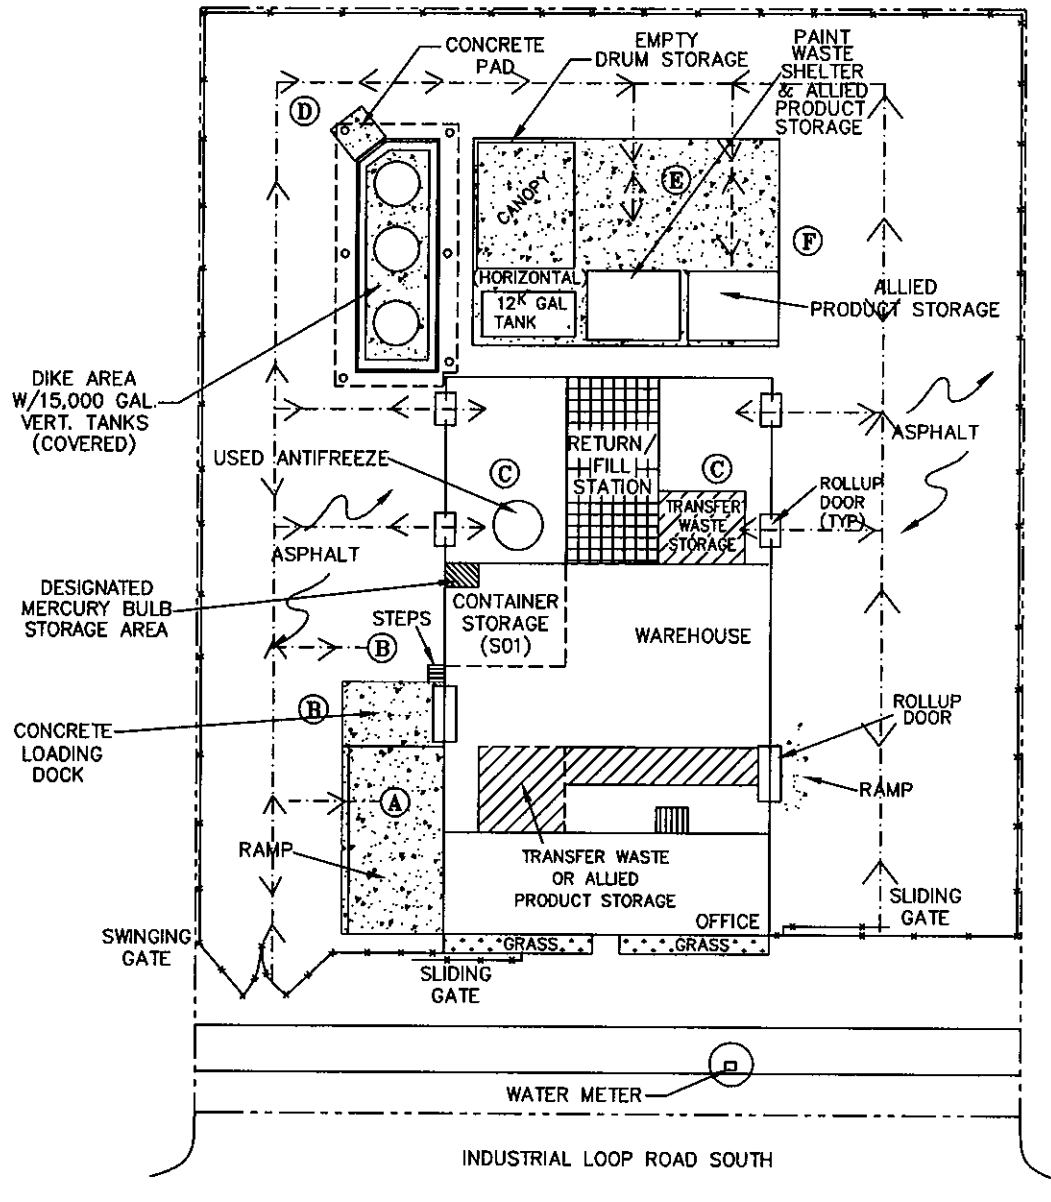 CONCRETE
PAD
EMPTY
DRUM STORAGE
PAINT
WASTE
SHELTER
& ALLIED
PRODUCT
STORAGE
D
E
CANOPY
F
(HORIZONTAL)
12K GAL
TANK
ALLIED
PRODUCT STORAGE
DIKE AREA
W/15,000 GAL.
VERT. TANKS
(COVERED)
ASPHALT
RETURN/
FILL
STATION
USED ANTIFREEZE
C
C
ROLLUP
DOOR
(TYP)
TRANSFER
WASTE
STORAGE
ASPHALT
DESIGNATED
MERCURY BULB
STORAGE AREA
CONTAINER
STORAGE
(S01)
STEPS
WAREHOUSE
B
B
ROLLUP
DOOR
CONCRETE
LOADING
DOCK
RAMP
A
RAMP
TRANSFER WASTE
OR ALLIED
PRODUCT STORAGE
SLIDING
GATE
OFFICE
SWINGING
GATE
GRASS
GRASS
SLIDING
GATE
WATER METER
INDUSTRIAL LOOP ROAD SOUTH